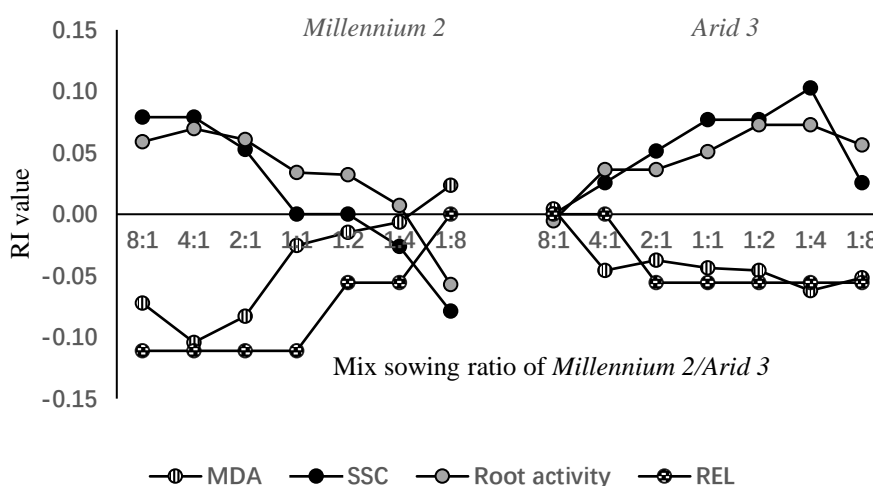 0.15
0.10
0.05
0.00
-0.05
-0.10
-0.15
RI value
Millennium 2
Arid 3
8:1 4:1 2:1 1:1 1:2 1:4 1:8 8:1 4:1 2:1 1:1 1:2 1:4 1:8
Mix sowing ratio of Millennium 2/Arid 3
MDA SSC Root activity REL